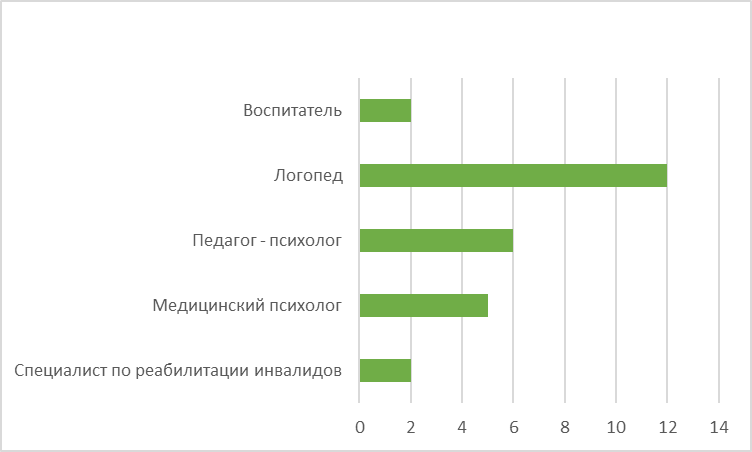 Воспитатель
Логопед
Педагог - психолог
Медицинский психолог
Специалист по реабилитации инвалидов
0 2 4 6 8 10 12 14